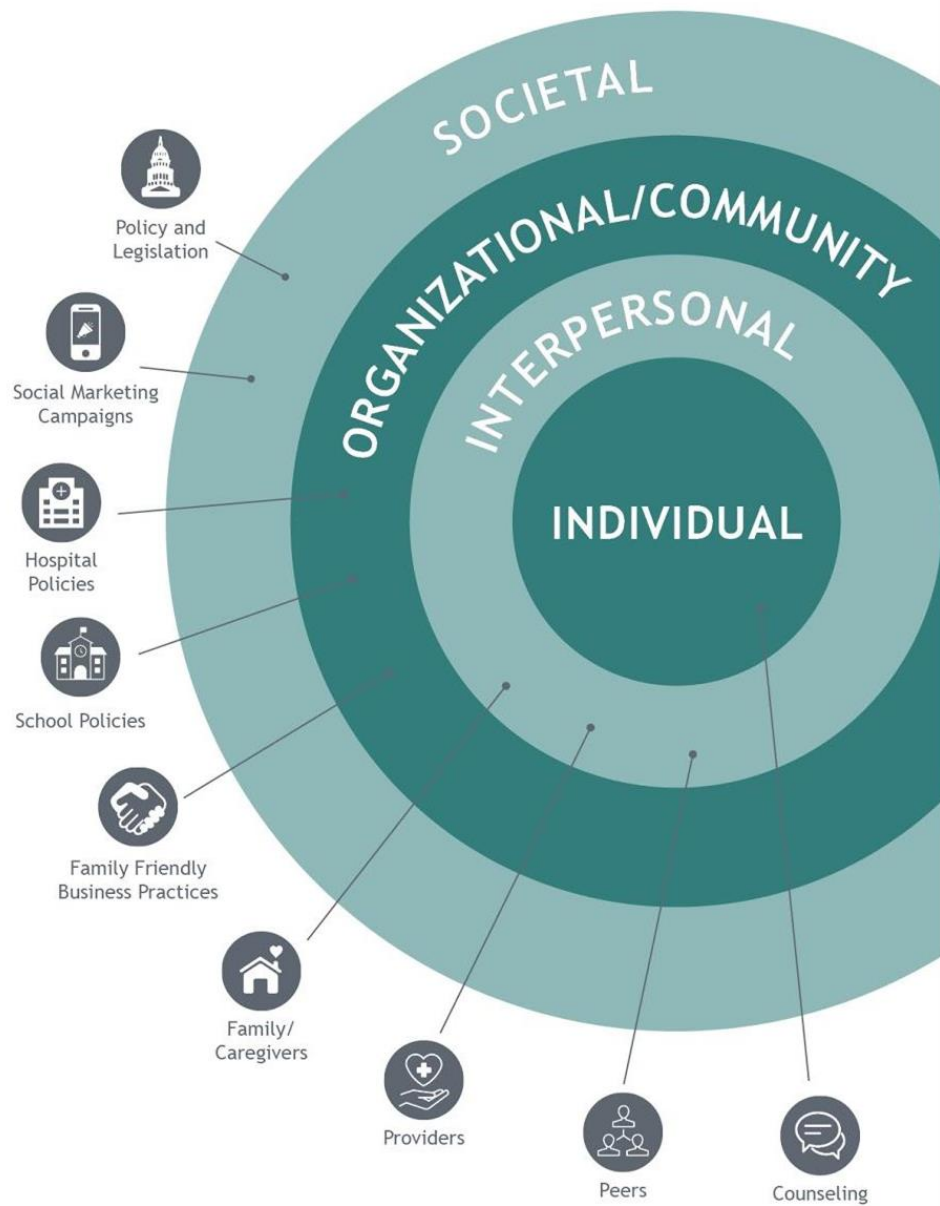 SOCIETAL
ORGANIZATIONAL/COMMUNITY
INTERPERSONAL
INDIVIDUAL
Policy and
Legislation
Social Marketing
Campaigns
Hospital
Policies
School Policies
Family Friendly
Business Practices
Family/
Caregivers
Providers
Peers
Counseling